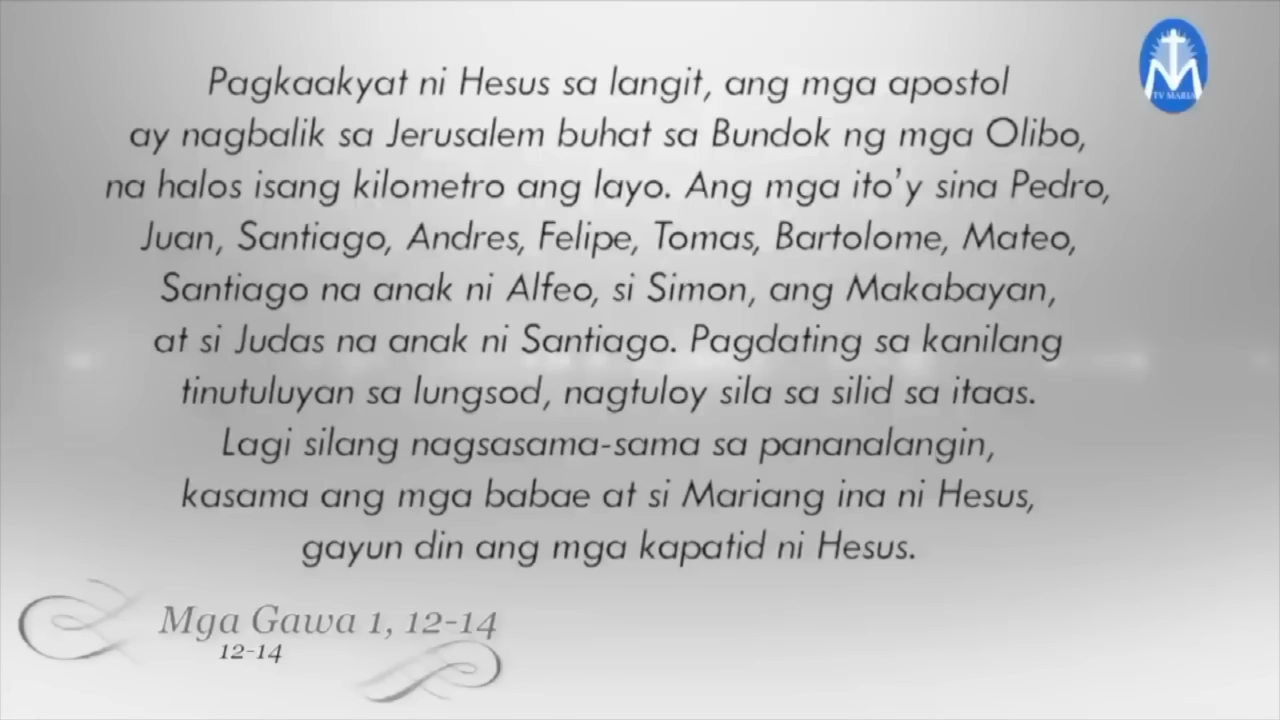 Pagkaakyat ni Hesus sa langit, ang mga apostol
ay nagbalik sa Jerusalem buhat sa Bundok ng mga Olibo,
na halos isang kilometro ang layo. Ang mga ito'y sina Pedro,
Juan, Santiago, Andres, Felipe, Tomas, Bartolome, Mateo,
Santiago na anak ni Alfeo, si Simon, ang Makabayan,
at si Judas na anak ni Santiago. Pagdating sa kanilang
tinutuluyan sa lungsod, nagtuloy sila sa silid sa itaas.
Lagi silang nagsasama-sama sa pananalangin,
kasama ang mga babae at si Mariang ina ni Hesus,
gayun din ang mga kapatid ni Hesus.
Mga Gawa 1, 12-14
12-14
TV MARIA